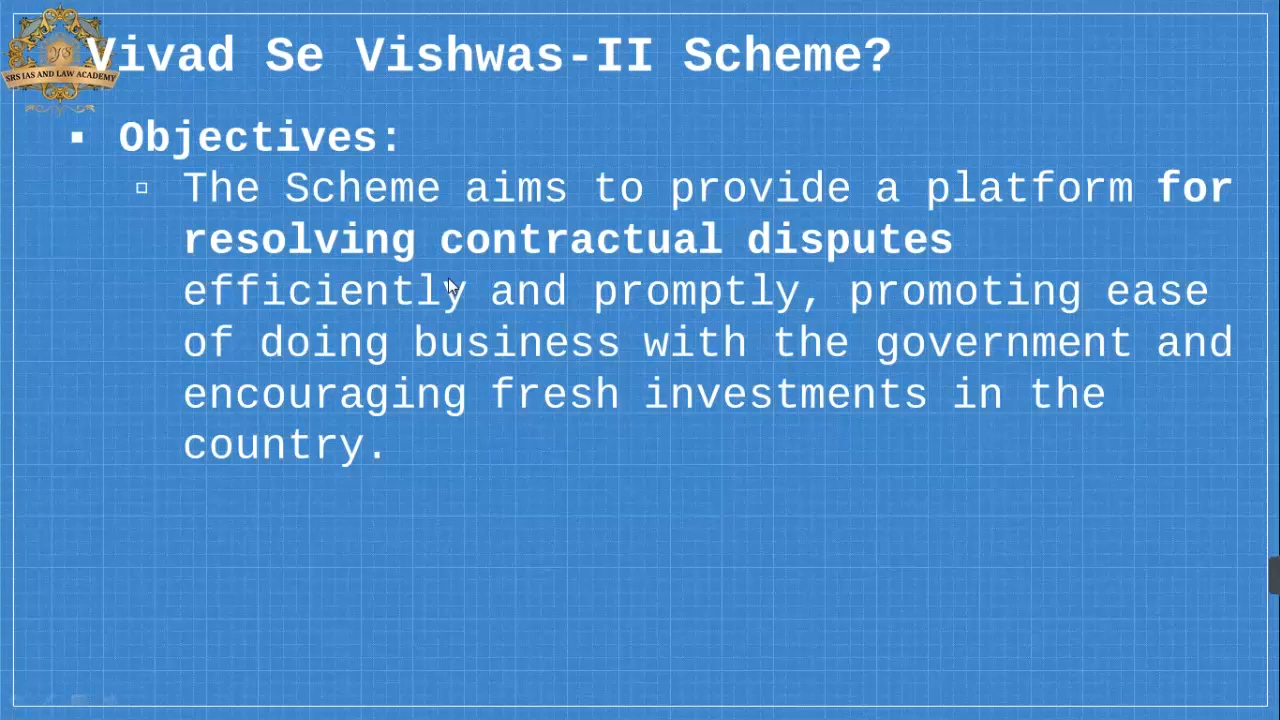 YS
SRS IAS AND LAW ACADEMY
Vivad Se Vishwas-II Scheme?
▪ Objectives:
▫ The Scheme aims to provide a platform for
resolving contractual disputes
efficiently and promptly, promoting ease
of doing business with the government and
encouraging fresh investments in the
country.